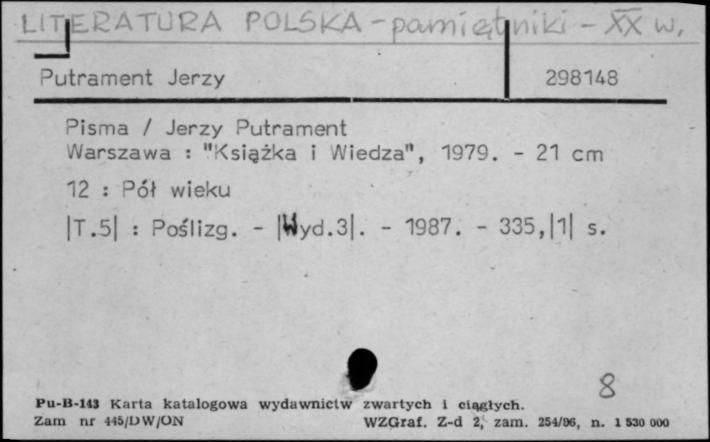 LITERATURA POLSKA - pamiętniki - XX w.
Putrament Jerzy 298148
Pisma / Jerzy Putrament
Warszawa : "Książka i Wiedza", 1979. - 21 cm
12 : Pół wieku
|T.5| : Poślizg. - |Wyd.3|. - 1987. - 335,|1| s.
8
Pu-B-143 Karta katalogowa wydawnictw zwartych i ciągłych.
Zam nr 445/DW/ON WZGraf. Z-d 2, zam. 254/96, n. 1 530 000